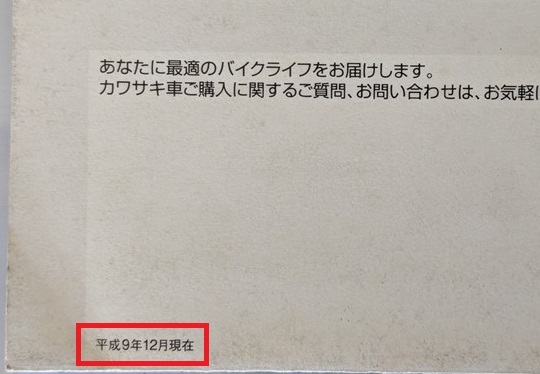 あなたに最適のバイクライフをお届けします。
カワサキ車ご購入に関するご質問、お問い合わせは、お気軽に
平成9年12月現在